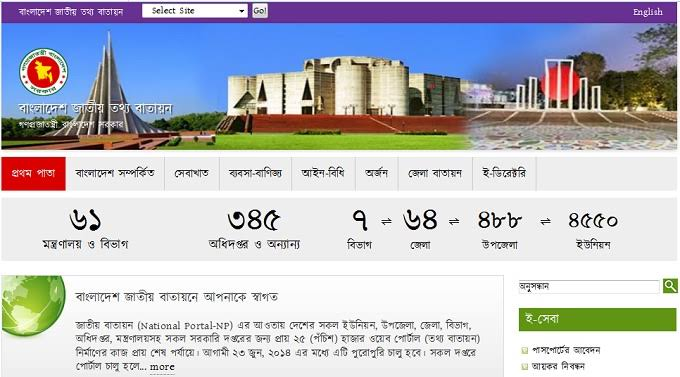 বাংলাদেশ জাতীয় তথ্য বাতায়ন Select Site Go! English
গণপ্রজাতন্ত্রী বাংলাদেশ সরকার
বাংলাদেশ জাতীয় তথ্য বাতায়ন
গণপ্রজাতন্ত্রী বাংলাদেশ সরকার
প্রথম পাতা বাংলাদেশ সম্পর্কিত সেবাখাত ব্যবসা-বাণিজ্য আইন-বিধি অর্জন জেলা বাতায়ন ই-ডিরেক্টরি
৬১ ৩৪৫ ৭ ⇌ ৬৪ ⇌ ৪৮৮ ⇌ ৪৫৫০
মন্ত্রণালয় ও বিভাগ অধিদপ্তর ও অন্যান্য বিভাগ জেলা উপজেলা ইউনিয়ন
বাংলাদেশ জাতীয় বাতায়নে আপনাকে স্বাগত
জাতীয় বাতায়ন (National Portal-NP) এর আওতায় দেশের সকল ইউনিয়ন, উপজেলা, জেলা, বিভাগ,
অধিদপ্তর, মন্ত্রণালয়সহ সকল সরকারি দপ্তরের জন্য প্রায় ২৫ (পঁচিশ) হাজার ওয়েব পোর্টাল (তথ্য বাতায়ন)
নির্মাণের কাজ প্রায় শেষ পর্যায়ে। আগামী ২৩ জুন, ২০১৪ এর মধ্যে এটি পুরোপুরি চালু হবে। সকল দপ্তরে
পোর্টাল চালু হলে... more
অনুসন্ধান
ই-সেবা
পাসপোর্টের আবেদন
আয়কর নিবন্ধন